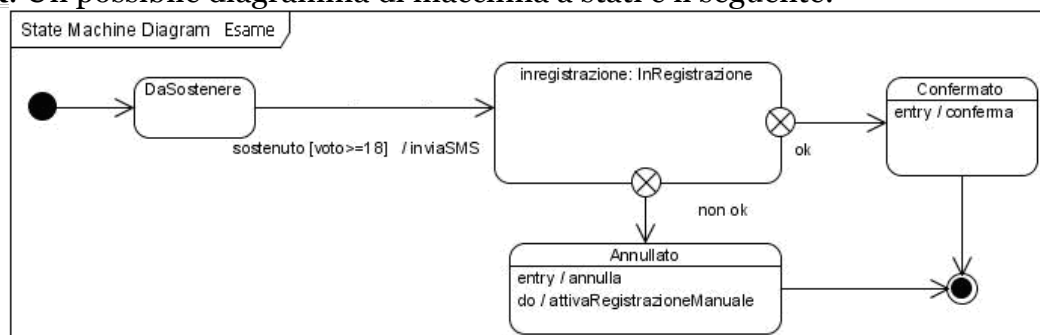 . Un possibile diagramma di macchina a stati è il seguente:
State Machine Diagram Esame
DaSostenere
inregistrazione: InRegistrazione
Confermato
entry / conferma
sostenuto [voto>=18] / inviaSMS
ok
non ok
Annullato
entry / annulla
do / attivaRegistrazioneManuale